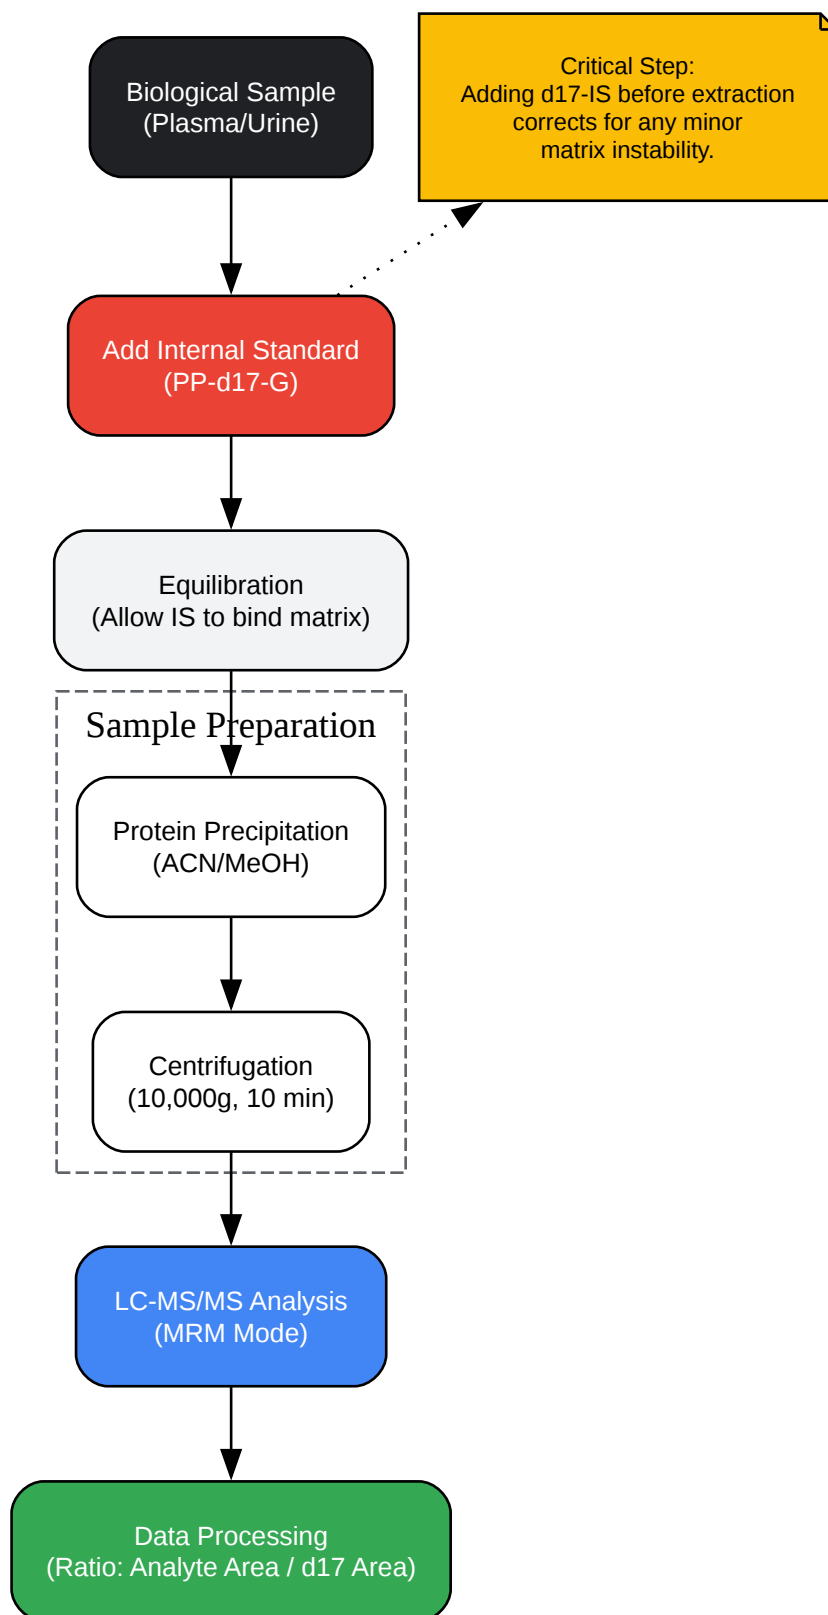 Biological Sample
(Plasma/Urine)
Critical Step:
Adding d17-IS before extraction
corrects for any minor
matrix instability.
Add Internal Standard
(PP-d17-G)
Equilibration
(Allow IS to bind matrix)
Sample Preparation
Protein Precipitation
(ACN/MeOH)
Centrifugation
(10,000g, 10 min)
LC-MS/MS Analysis
(MRM Mode)
Data Processing
(Ratio: Analyte Area / d17 Area)